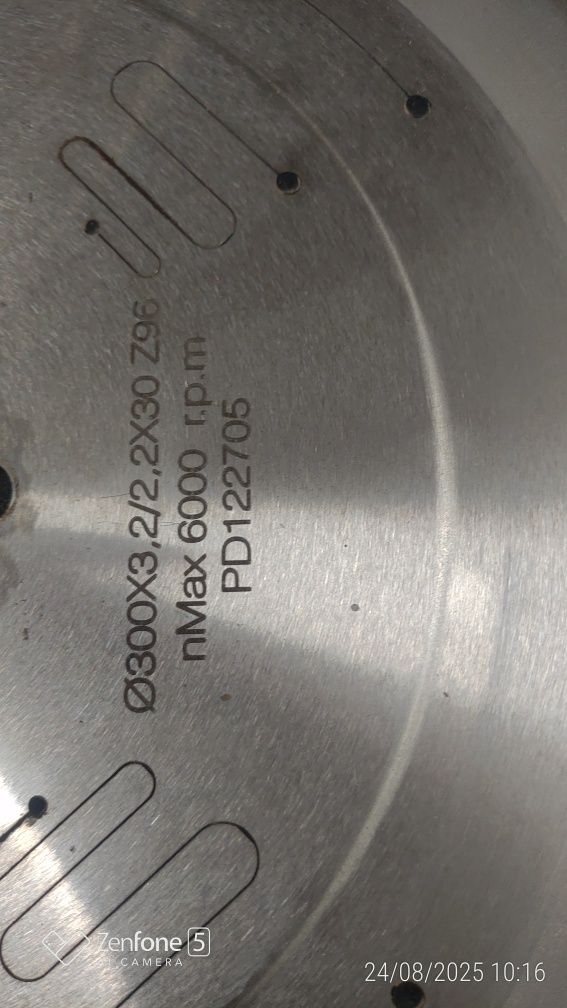 Ø300X3,2/2,2X30 Z96
nMax 6000 r.p.m
PD122705
Zenfone 5
AI CAMERA
24/08/2025 10:16